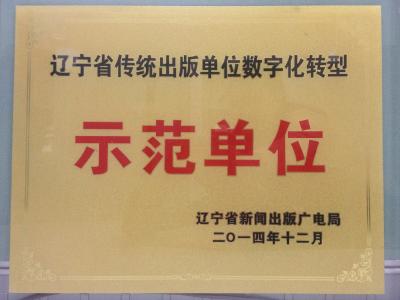 辽宁省传统出版单位数字化转型
示范单位
辽宁省新闻出版广电局
二〇一四年十二月